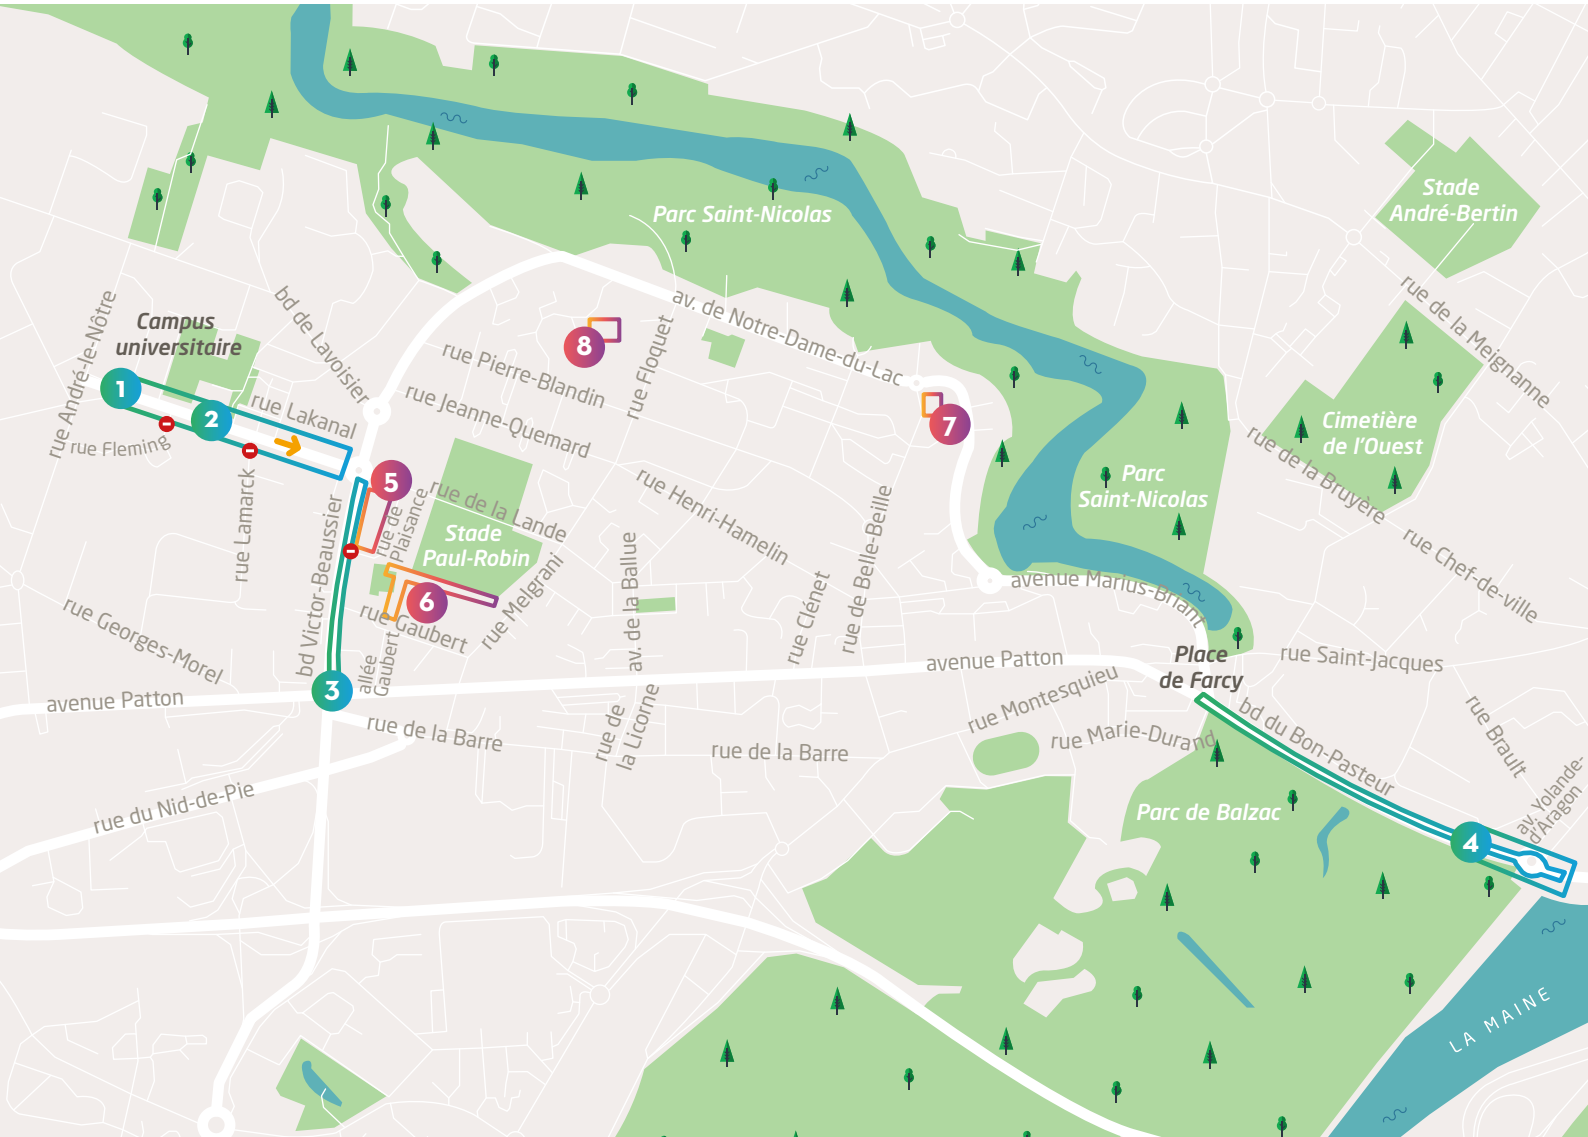 Parc Saint-Nicolas
Stade
André-Bertin
rue de la Meignanne
av. de Notre-Dame-du-Lac
bd de Lavoisier
rue André-le-Nôtre
Campus
universitaire
8
rue Pierre-Blandin
rue Floquet
rue Jeanne-Quemard
1
2
rue Lakanal
rue Fleming
rue Lamarck
7
Cimetière
de l'Ouest
rue de la Bruyère
Parc
Saint-Nicolas
5
rue de
Plaisance
rue de la Lande
Stade
Paul-Robin
rue Henri-Hamelin
rue de Belle-Beille
rue Chef-de-ville
bd Victor-Beaussier
6
rue Gaubert
rue Melgrani
av. de la Ballue
rue Clénet
avenue Marius-Briant
rue Georges-Morel
allée
Gaubert
3
avenue Patton
avenue Patton
Place
de Farcy
rue Saint-Jacques
rue Montesquieu
rue Marie-Durand
bd du Bon-Pasteur
rue Brault
av. Yolande-
d'Aragon
rue de la Barre
rue de
la Licorne
rue de la Barre
rue du Nid-de-Pie
Parc de Balzac
4
LA MAINE